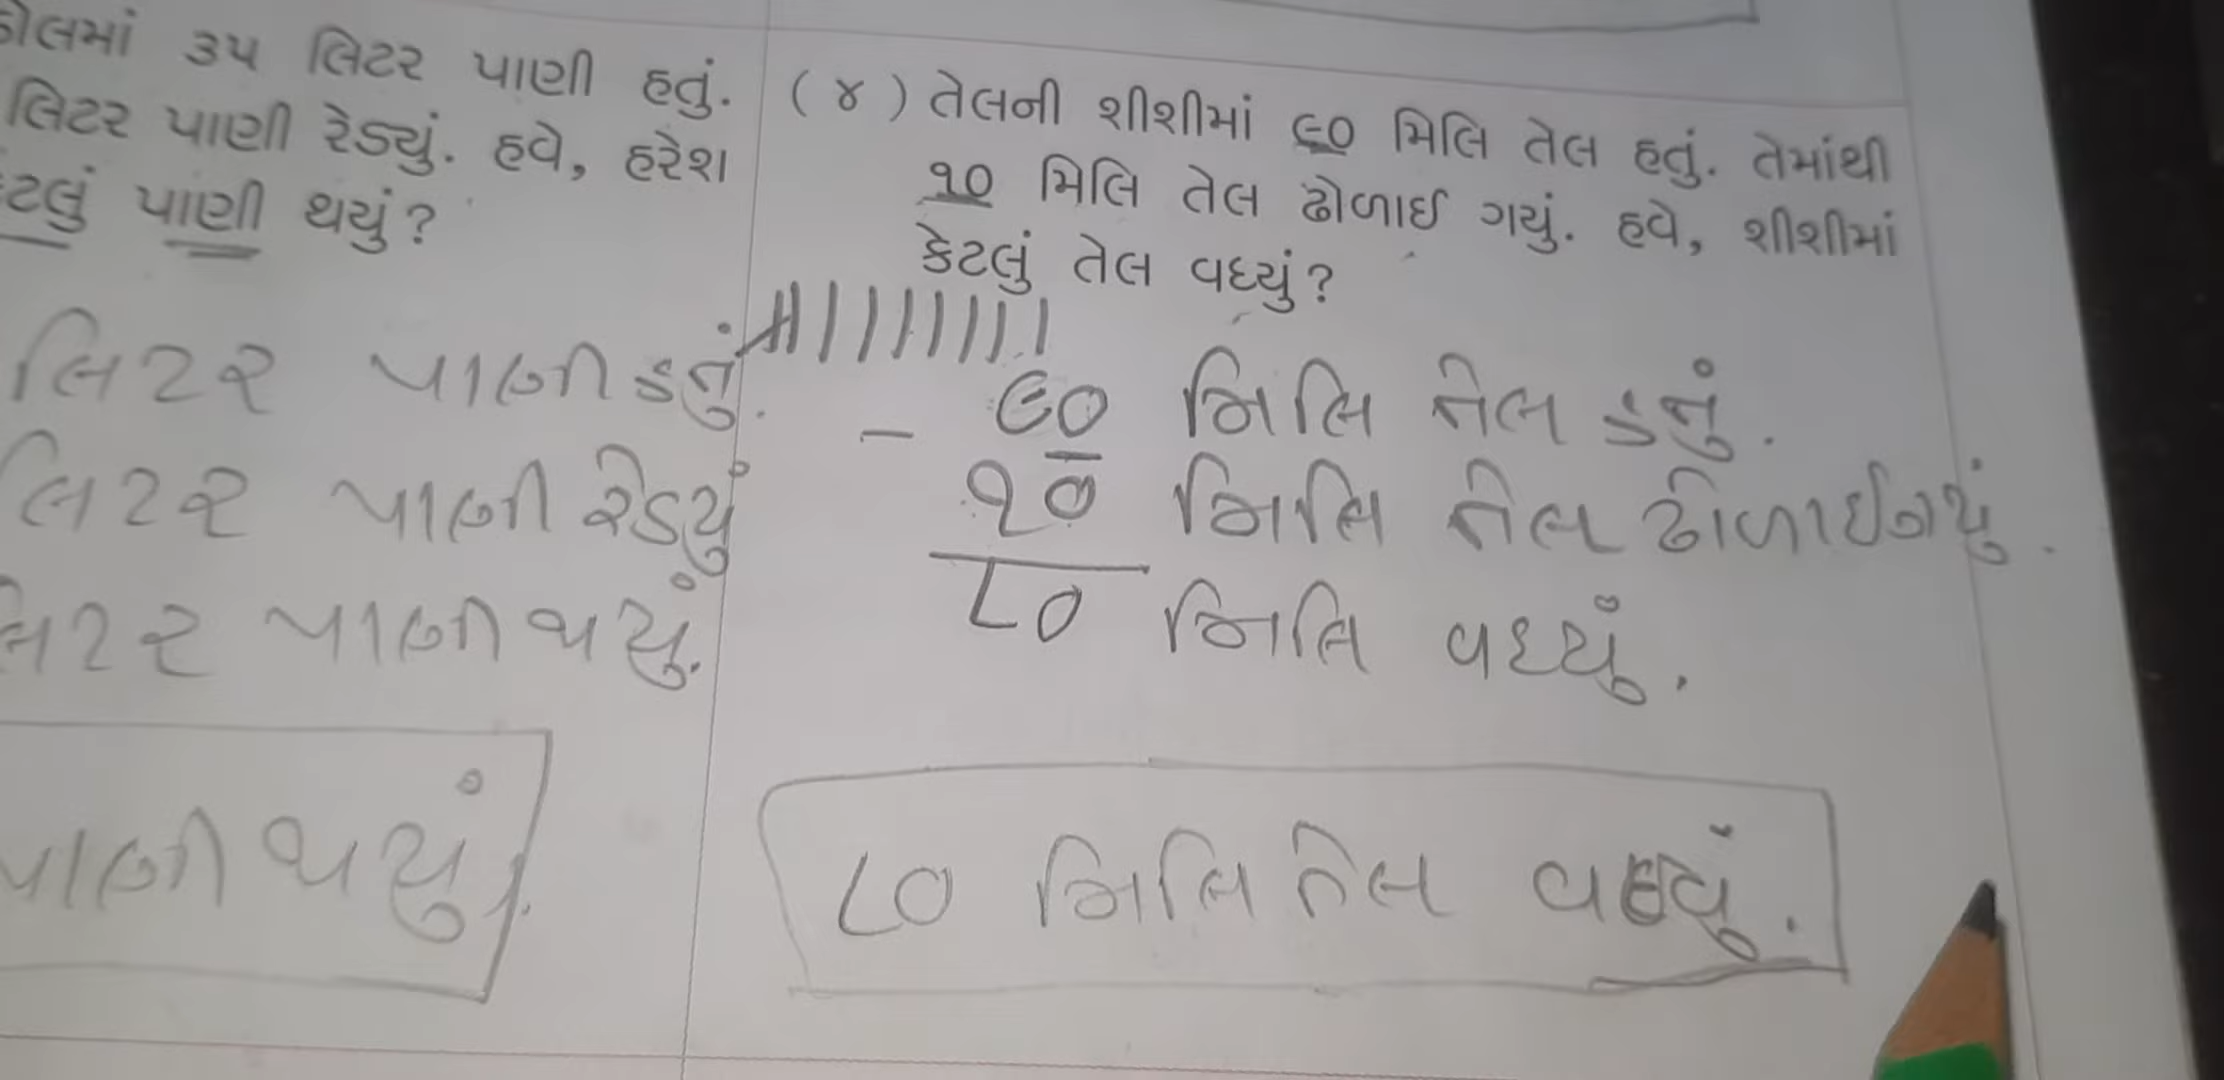 ડોલમાં ૩૫ લિટર પાણી હતું.
લિટર પાણી રેડ્યું. હવે, હરેશ
કેટલું પાણી થયું?
લિટર પાણી હતું.
લિટર પાણી રેડ્યું
લિટર પાણી થયું.
પાણી થયું.
(૪) તેલની શીશીમાં ૯૦ મિલિ તેલ હતું. તેમાંથી
૧૦ મિલિ તેલ ઢોળાઈ ગયું. હવે, શીશીમાં
કેટલું તેલ વધ્યું?
– ૯૦ મિલિ તેલ હતું.
૧૦ મિલિ તેલ ઢોળાઈ ગયું.
૮૦ મિલિ વધ્યું.
૮૦ મિલિ તેલ વધ્યું.